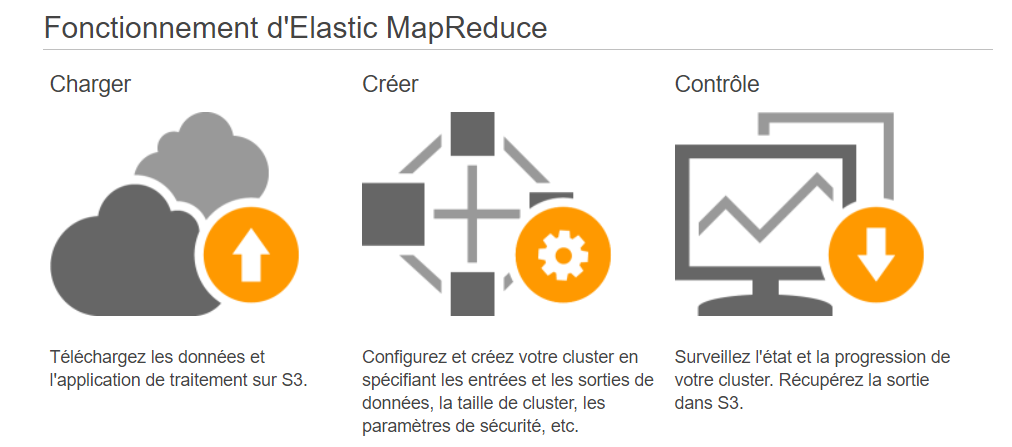 Fonctionnement d'Elastic MapReduce
Charger
Téléchargez les données et
l'application de traitement sur S3.
Créer
Configurez et créez votre cluster en
spécifiant les entrées et les sorties de
données, la taille de cluster, les
paramètres de sécurité, etc.
Contrôle
Surveillez l'état et la progression de
votre cluster. Récupérez la sortie
dans S3.